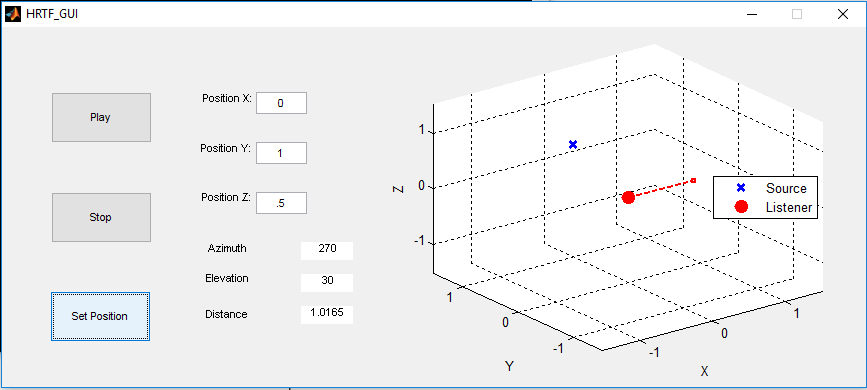 HRTF_GUI
Play
Position X: 0
Position Y: 1
Stop
Position Z: .5
Azimuth 270
Elevation 30
Set Position
Distance 1.0165
Z
1
0
-1
1
0
-1
Y
-1
0
1
X
Source
Listener